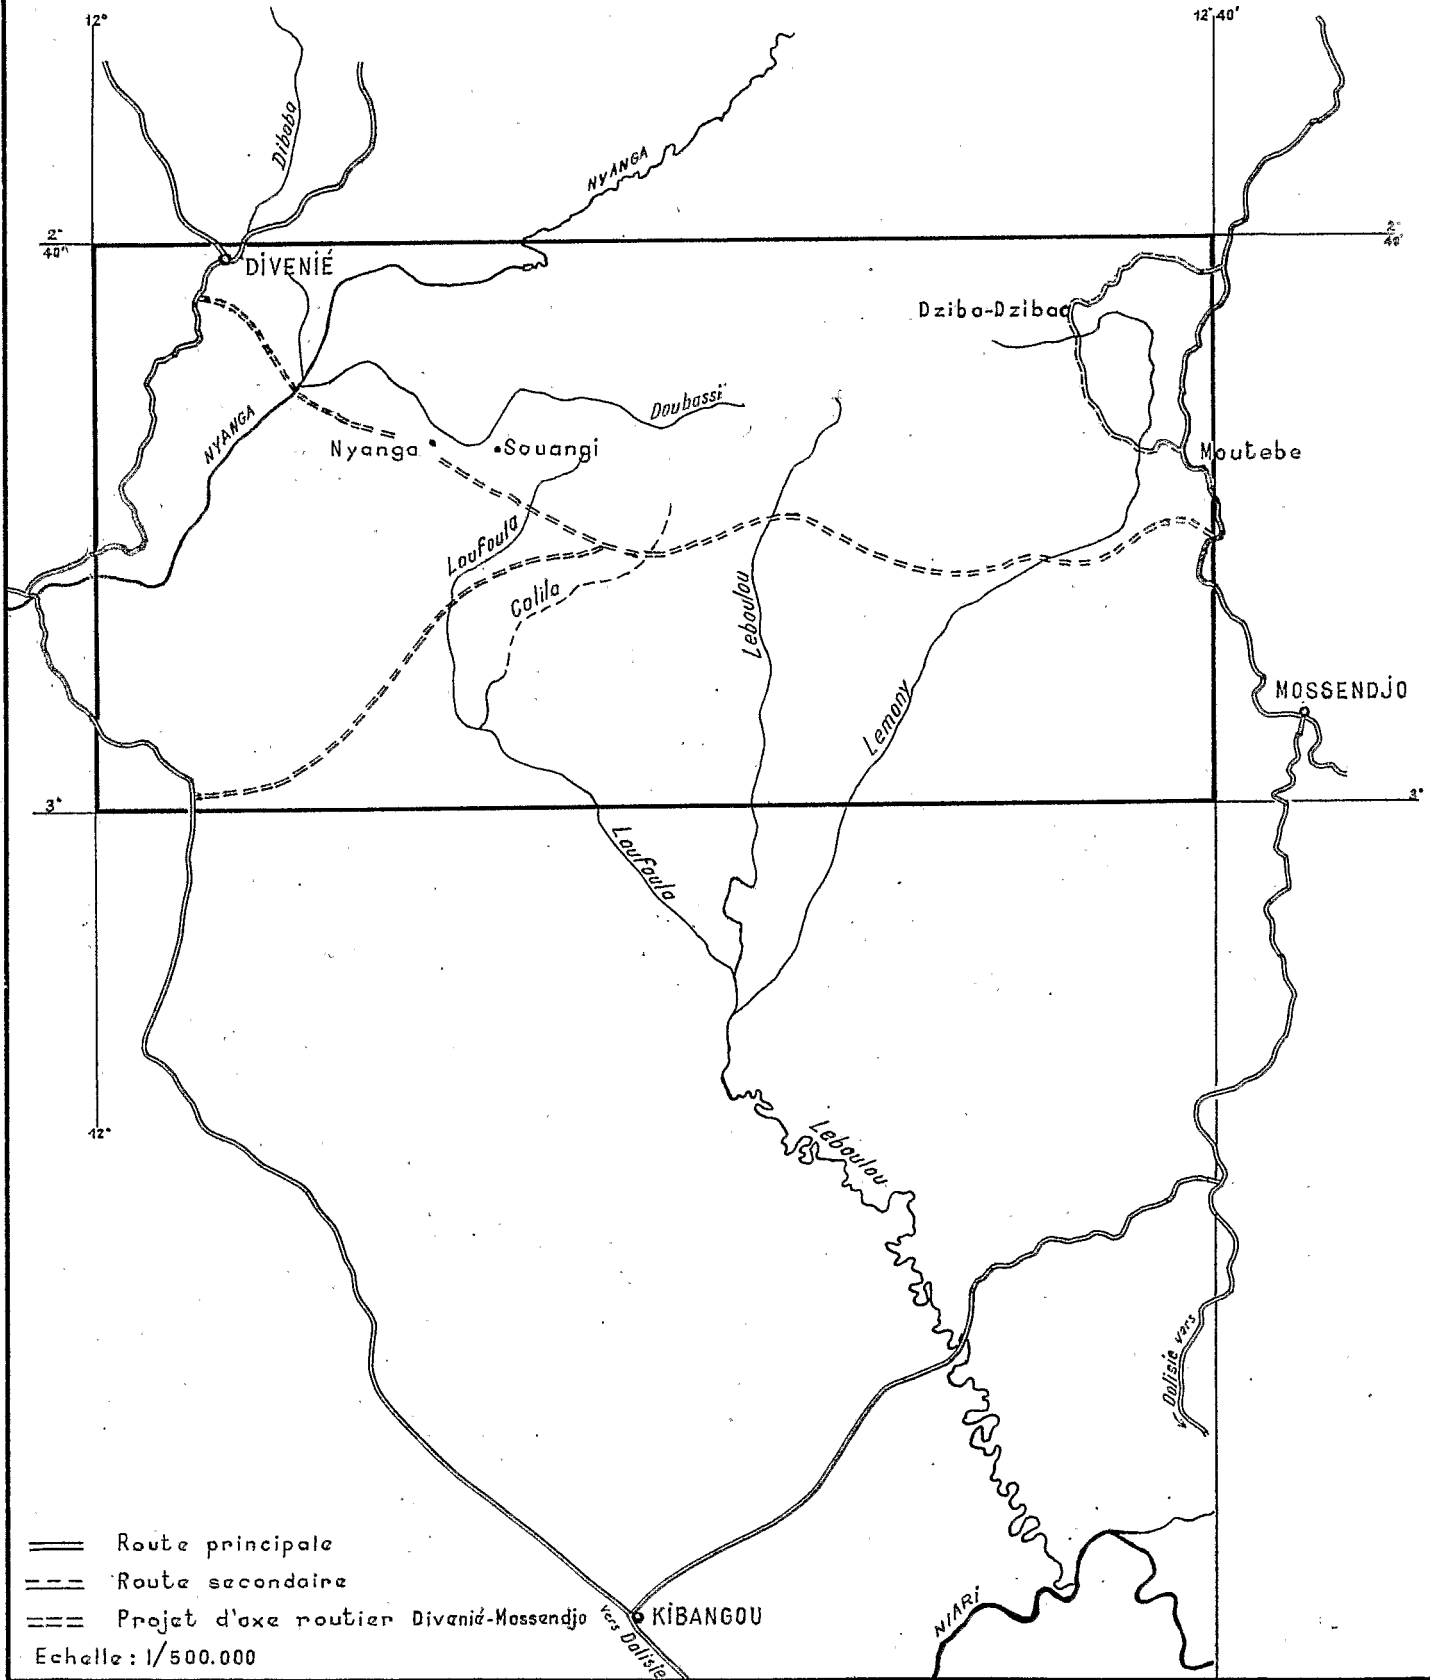 12°
12° 40'
Diboba
NYANGA
2°
40'
2°
40'
DIVENIÉ
Dziba-Dziba
Doubassi
NYANGA
Nyanga
Souangi
Moutebe
Loufoula
Calila
Leboulou
Lemony
MOSSENDJO
3°
3°
Loufoula
12°
Leboulou
Dolisie vers
Route principale
Route secondaire
Projet d'axe routier Divenié-Mossendjo
Echelle : 1/500.000
vers Dolisie
KIBANGOU
NIARI